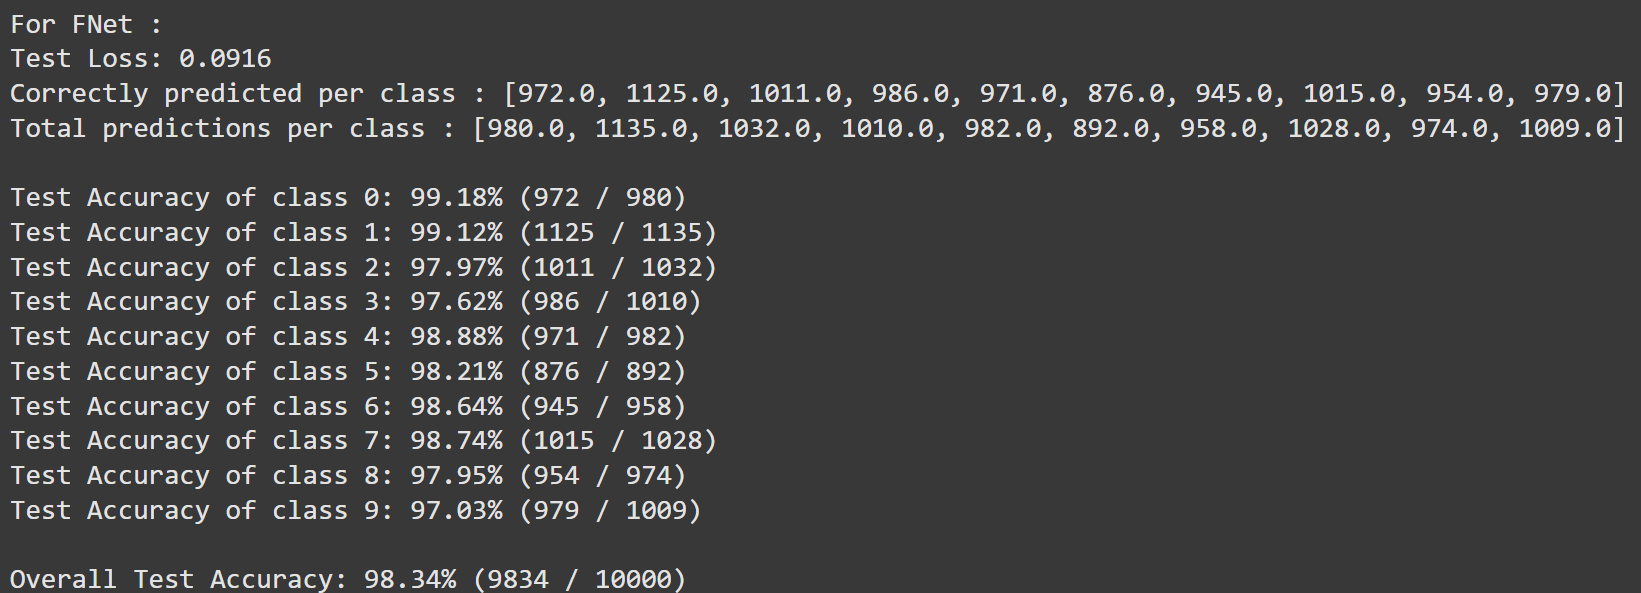 For FNet :
Test Loss: 0.0916
Correctly predicted per class : [972.0, 1125.0, 1011.0, 986.0, 971.0, 876.0, 945.0, 1015.0, 954.0, 979.0]
Total predictions per class : [980.0, 1135.0, 1032.0, 1010.0, 982.0, 892.0, 958.0, 1028.0, 974.0, 1009.0]

Test Accuracy of class 0: 99.18% (972 / 980)
Test Accuracy of class 1: 99.12% (1125 / 1135)
Test Accuracy of class 2: 97.97% (1011 / 1032)
Test Accuracy of class 3: 97.62% (986 / 1010)
Test Accuracy of class 4: 98.88% (971 / 982)
Test Accuracy of class 5: 98.21% (876 / 892)
Test Accuracy of class 6: 98.64% (945 / 958)
Test Accuracy of class 7: 98.74% (1015 / 1028)
Test Accuracy of class 8: 97.95% (954 / 974)
Test Accuracy of class 9: 97.03% (979 / 1009)

Overall Test Accuracy: 98.34% (9834 / 10000)